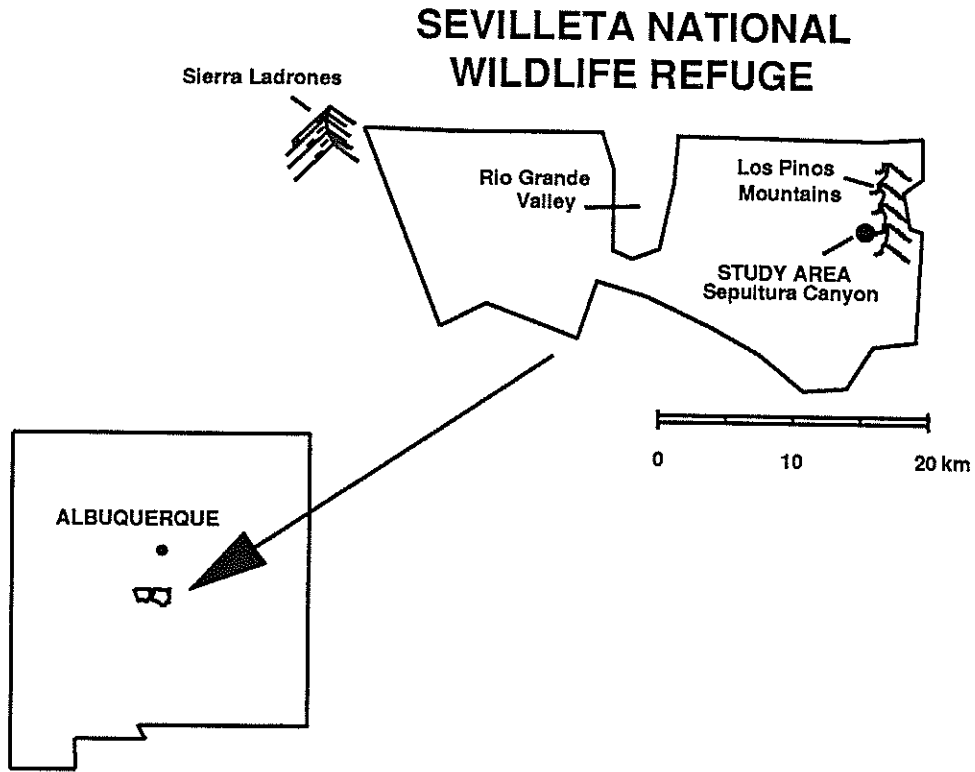 SEVILLETA NATIONAL
WILDLIFE REFUGE
Sierra Ladrones
Rio Grande
Valley
Los Pinos
Mountains
STUDY AREA
Sepultura Canyon
0 10 20 km
ALBUQUERQUE